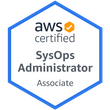 aws
certified
SysOps
Administrator
Associate